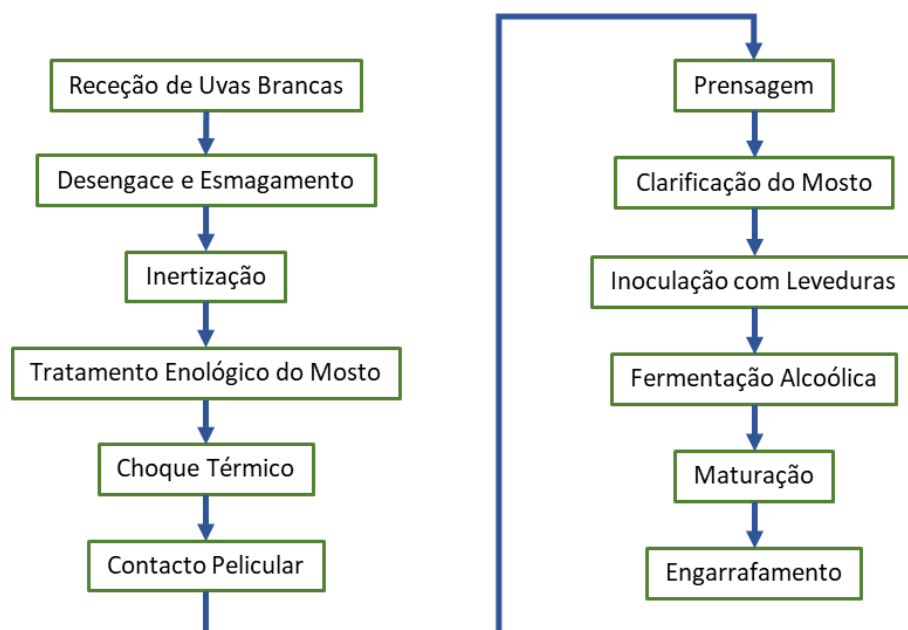 Receção de Uvas Brancas
Desengace e Esmagamento
Inertização
Tratamento Enológico do Mosto
Choque Térmico
Contacto Pelicular
Prensagem
Clarificação do Mosto
Inoculação com Leveduras
Fermentação Alcoólica
Maturação
Engarrafamento